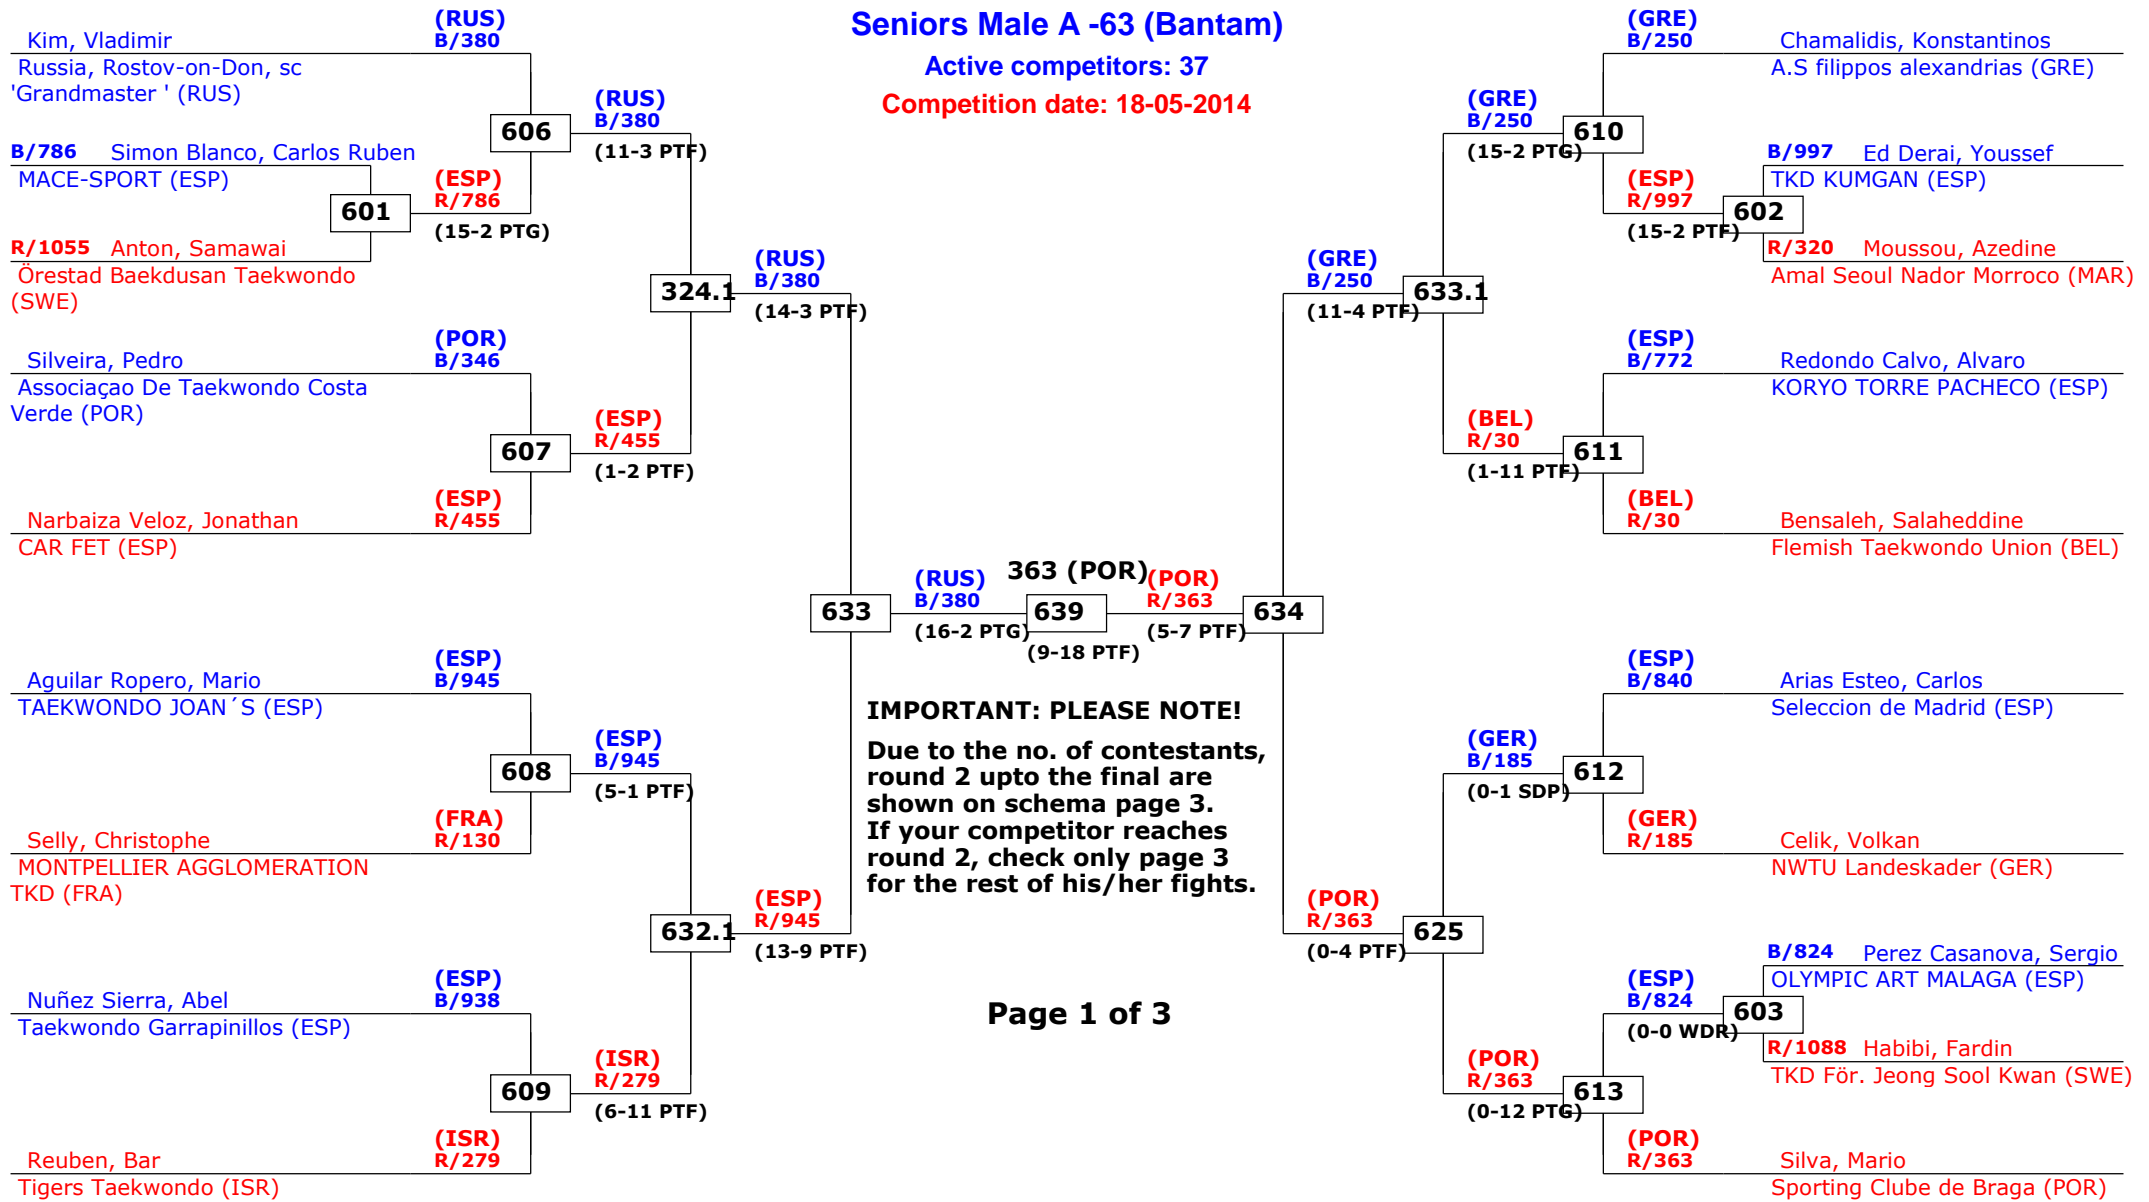 Seniors Male A -63 (Bantam)
Active competitors: 37
Competition date: 18-05-2014
Kim, Vladimir
(RUS)
B/380
Russia, Rostov-on-Don, sc
'Grandmaster ' (RUS)
606
(RUS)
B/380
(11-3 PTF)
B/786 Simon Blanco, Carlos Ruben
MACE-SPORT (ESP)
601
(ESP)
R/786
(15-2 PTG)
R/1055 Anton, Samawai
Örestad Baekdusan Taekwondo
(SWE)
324.1
(RUS)
B/380
(14-3 PTF)
Silveira, Pedro
(POR)
B/346
Associaçao De Taekwondo Costa
Verde (POR)
607
(ESP)
R/455
(1-2 PTF)
Narbaiza Veloz, Jonathan
(ESP)
R/455
CAR FET (ESP)
633
(RUS)
B/380
(16-2 PTG)
363 (POR)
639
(9-18 PTF)
(POR)
R/363
(5-7 PTF)
634
Aguilar Ropero, Mario
(ESP)
B/945
TAEKWONDO JOAN´S (ESP)
608
(ESP)
B/945
(5-1 PTF)
Selly, Christophe
(FRA)
R/130
MONTPELLIER AGGLOMERATION
TKD (FRA)
632.1
(ESP)
R/945
(13-9 PTF)
Nuñez Sierra, Abel
(ESP)
B/938
Taekwondo Garrapinillos (ESP)
609
(ISR)
R/279
(6-11 PTF)
Reuben, Bar
(ISR)
R/279
Tigers Taekwondo (ISR)
IMPORTANT: PLEASE NOTE!
Due to the no. of contestants,
round 2 upto the final are
shown on schema page 3.
If your competitor reaches
round 2, check only page 3
for the rest of his/her fights.
Page 1 of 3
(GRE)
B/250
Chamalidis, Konstantinos
A.S filippos alexandrias (GRE)
(GRE)
B/250
(15-2 PTG)
610
B/997 Ed Derai, Youssef
TKD KUMGAN (ESP)
(ESP)
R/997
(15-2 PTF)
602
R/320 Moussou, Azedine
Amal Seoul Nador Morroco (MAR)
(GRE)
B/250
(11-4 PTF)
633.1
(ESP)
B/772
Redondo Calvo, Alvaro
KORYO TORRE PACHECO (ESP)
(BEL)
R/30
(1-11 PTF)
611
(BEL)
R/30
Bensaleh, Salaheddine
Flemish Taekwondo Union (BEL)
(ESP)
B/840
Arias Esteo, Carlos
Seleccion de Madrid (ESP)
(GER)
B/185
(0-1 SDP)
612
(GER)
R/185
Celik, Volkan
NWTU Landeskader (GER)
(POR)
R/363
(0-4 PTF)
625
B/824 Perez Casanova, Sergio
OLYMPIC ART MALAGA (ESP)
(ESP)
B/824
(0-0 WDR)
603
R/1088 Habibi, Fardin
TKD För. Jeong Sool Kwan (SWE)
(POR)
R/363
(0-12 PTG)
613
(POR)
R/363
Silva, Mario
Sporting Clube de Braga (POR)